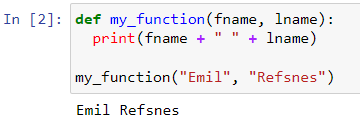 In [2]: def my_function(fname, lname):
  print(fname + " " + lname)

my_function("Emil", "Refsnes")
Emil Refsnes